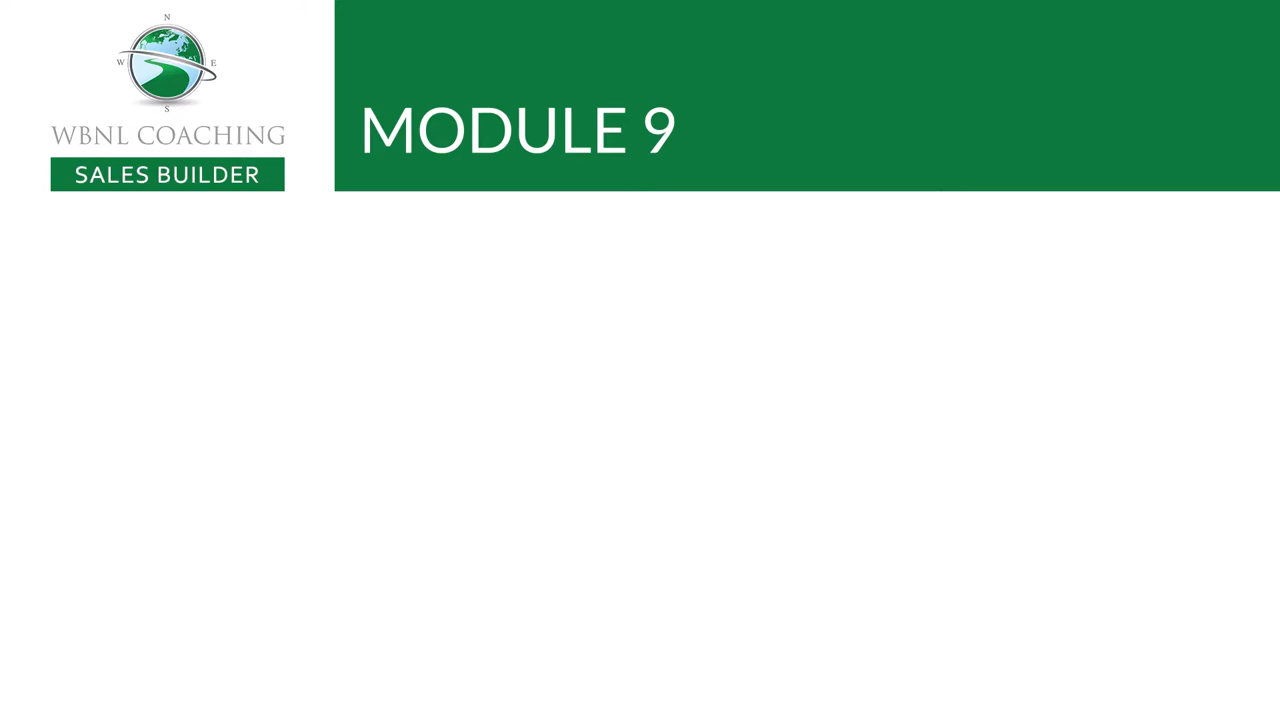 N
W E
S
WBNL COACHING
SALES BUILDER
MODULE 9